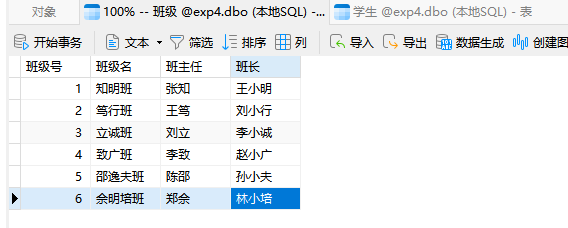 对象 100% -- 班级 @exp4.dbo (本地SQL) -... 学生 @exp4.dbo (本地SQL) - 表
开始事务 文本 筛选 排序 列 导入 导出 数据生成 创建图
班级号 班级名 班主任 班长
1 知明班 张知 王小明
2 笃行班 王笃 刘小行
3 立诚班 刘立 李小诚
4 致广班 李致 赵小广
5 邵逸夫班 陈邵 孙小夫
6 佘明培班 郑佘 林小培